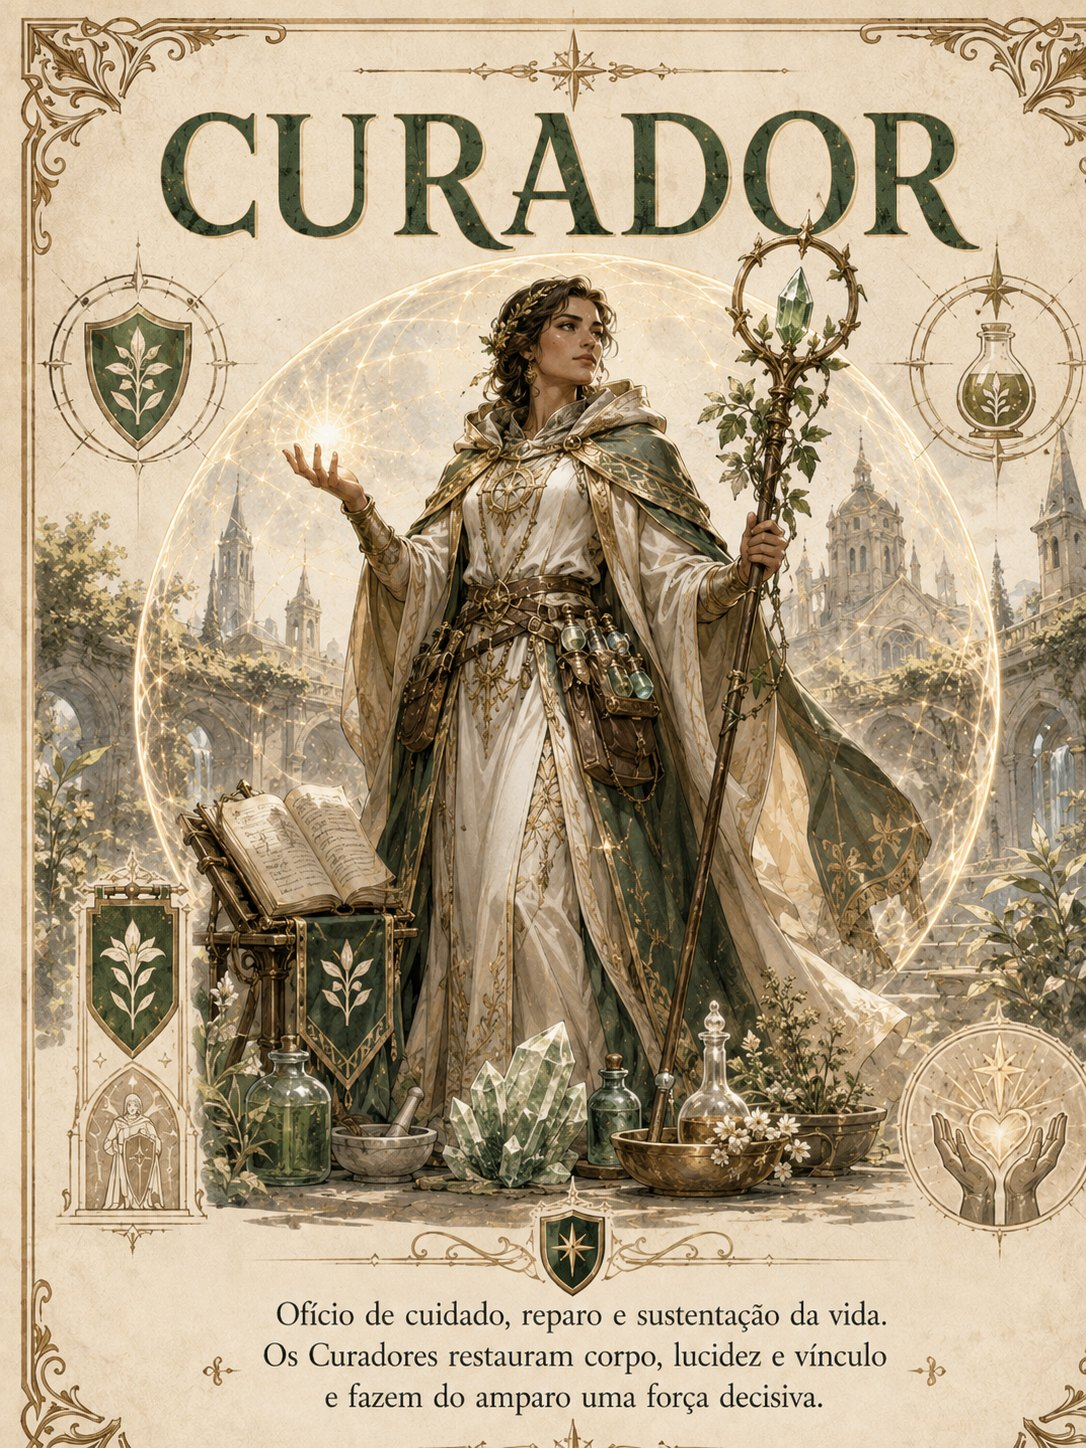 CURADOR
Ofício de cuidado, reparo e sustentação da vida.
Os Curadores restauram corpo, lucidez e vínculo
e fazem do amparo uma força decisiva.